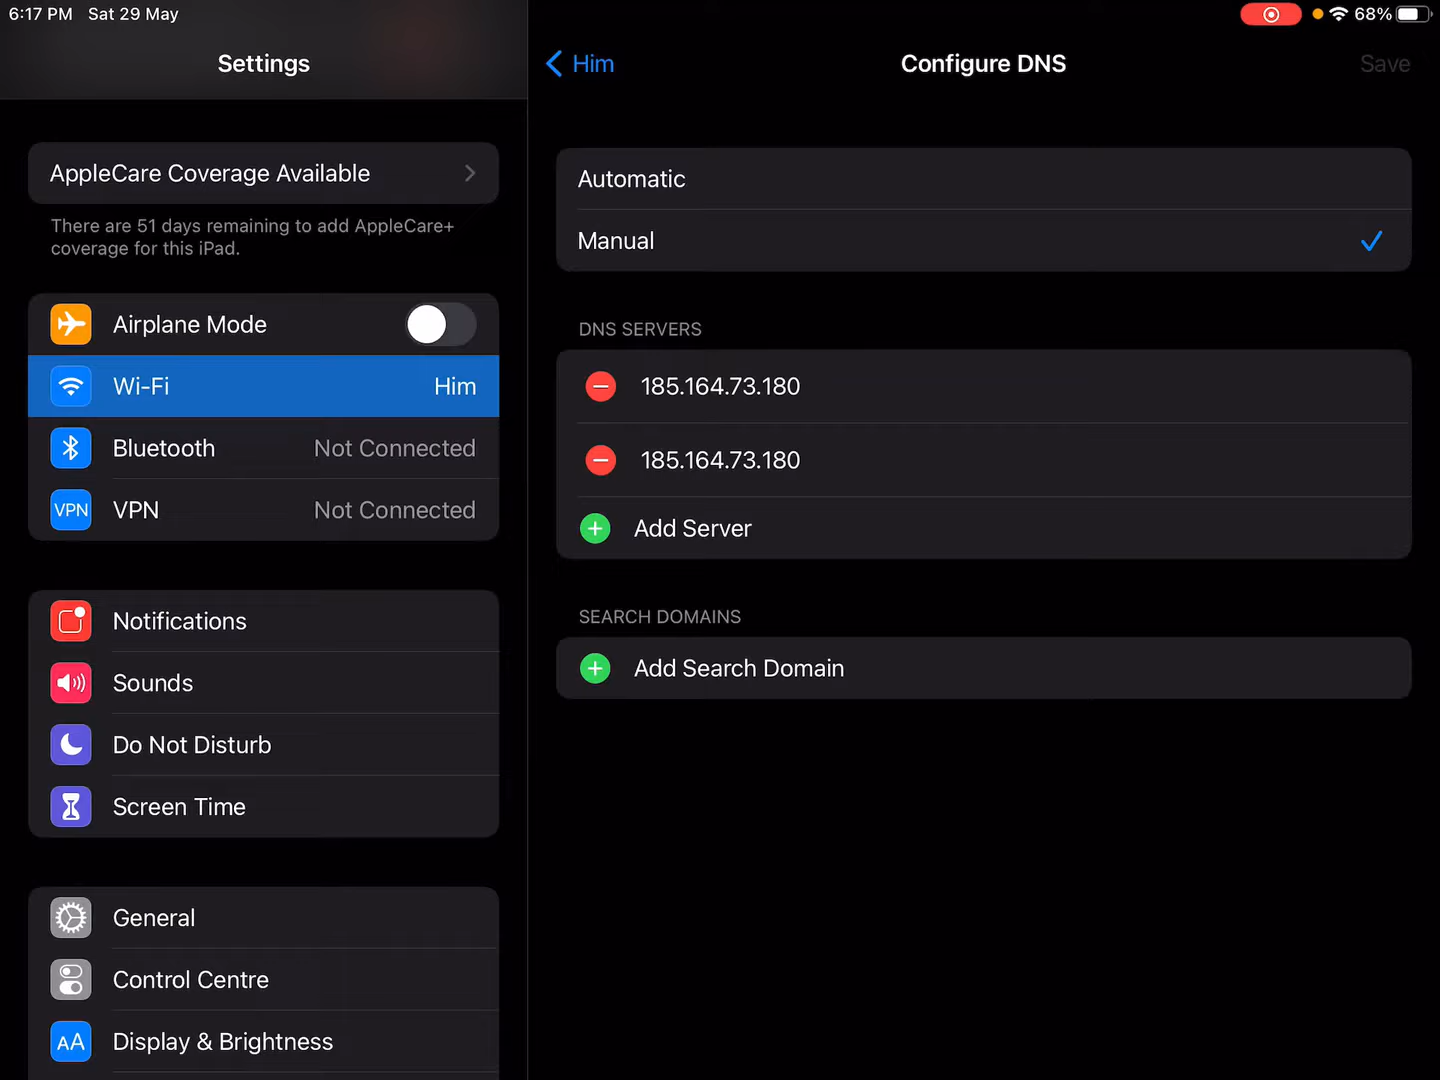 6:17 PM Sat 29 May
68%
Settings
Him
Configure DNS
Save
AppleCare Coverage Available
There are 51 days remaining to add AppleCare+
coverage for this iPad.
Airplane Mode
Wi-Fi Him
Bluetooth Not Connected
VPN VPN Not Connected
Notifications
Sounds
Do Not Disturb
Screen Time
General
Control Centre
AA Display & Brightness
Automatic
Manual
DNS SERVERS
185.164.73.180
185.164.73.180
Add Server
SEARCH DOMAINS
Add Search Domain